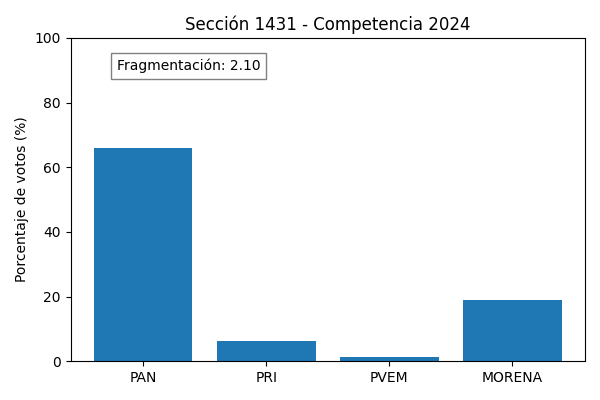 Sección 1431 - Competencia 2024
Fragmentación: 2.10
Porcentaje de votos (%)
100
80
60
40
20
0
PAN PRI PVEM MORENA